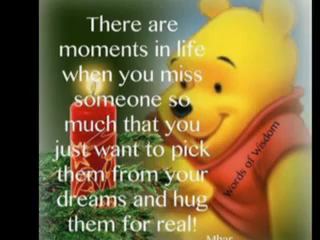 There are
moments in life
when you miss
someone so
much that you
just want to pick
them from your
dreams and hug
them for real!
Words of Wisdom